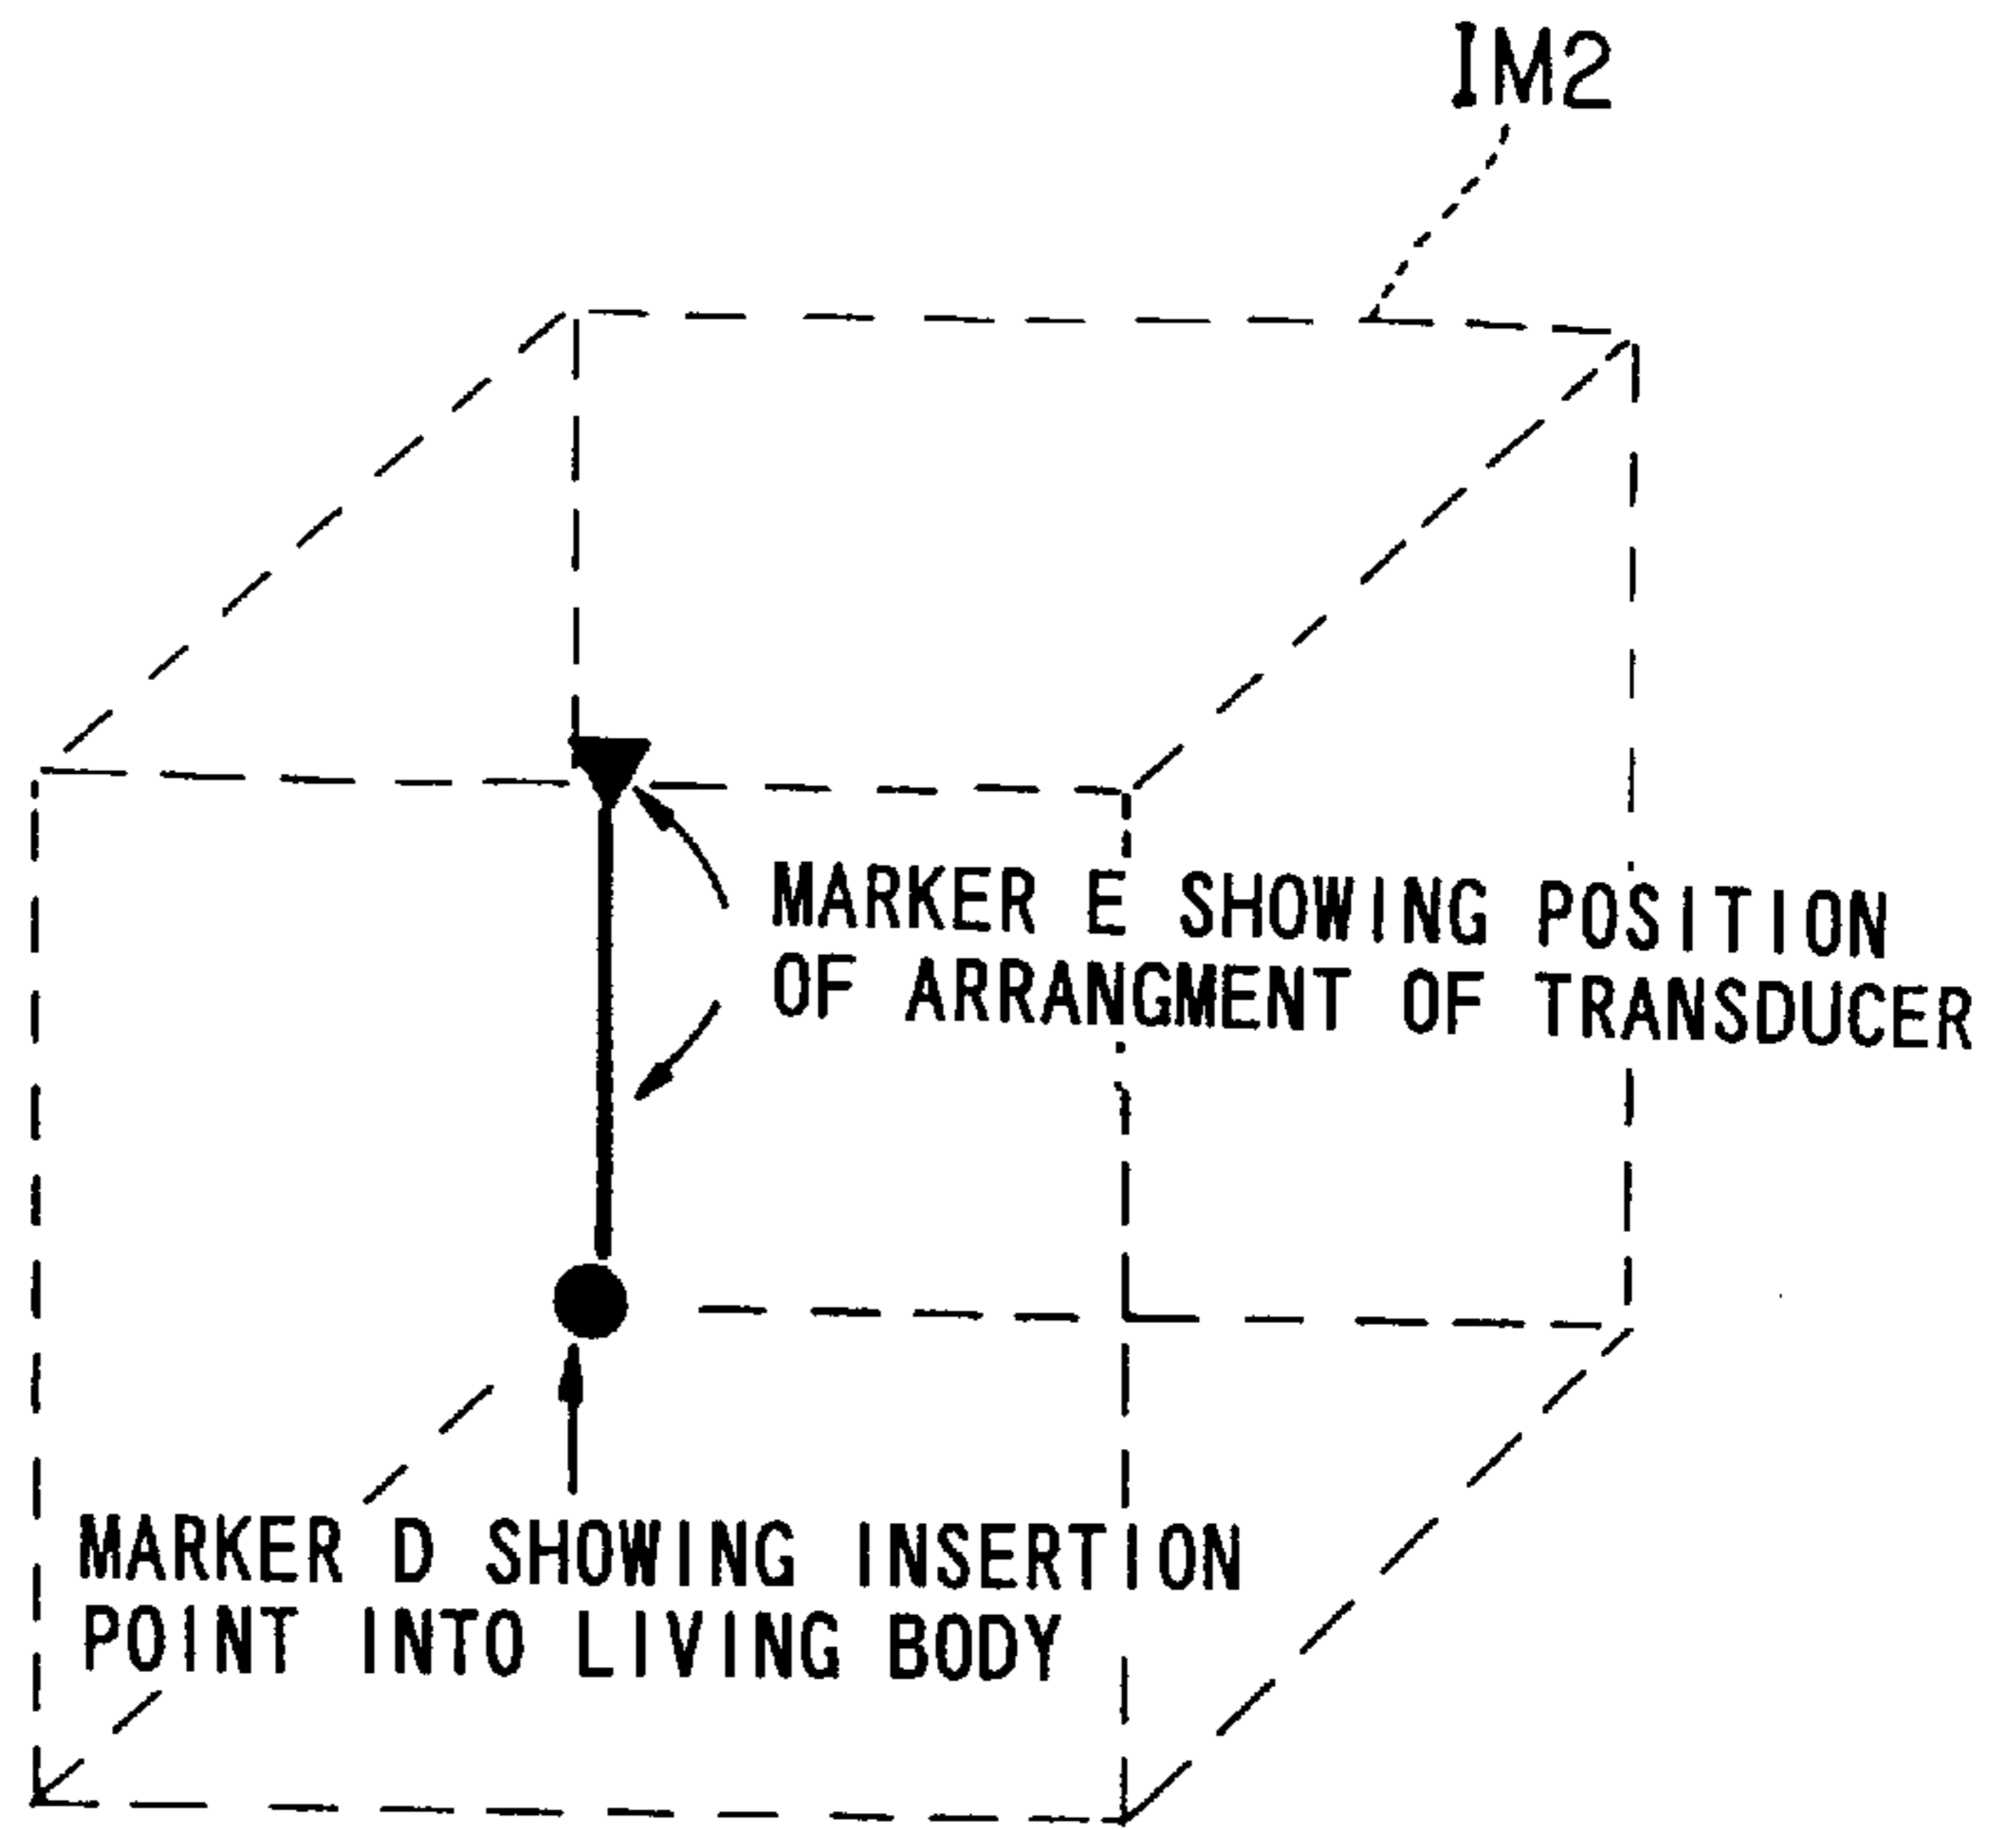 IM2
MARKER E SHOWING POSITION
OF ARRANGMENT OF TRANSDUCER
MARKER D SHOWING INSERTION
POINT INTO LIVING BODY